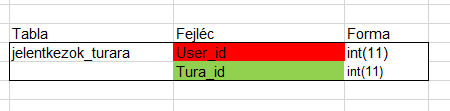 Tabla Fejléc Forma
jelentkezok_turara User_id int(11)
Tura_id int(11)